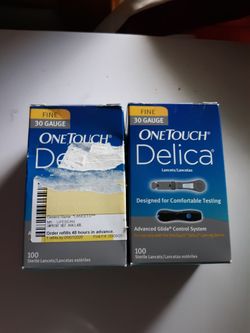 FINE
30 GAUGE
ONETOUCH
Del
Order refills 48 hours in advance.
100
Sterile Lancets/Lancetas estériles
FINE
30 GAUGE
ONETOUCH®
Delica®
Lancets/Lancetas
Designed for Comfortable Testing
Advanced Glide® Control System
100
Sterile Lancets/Lancetas estériles